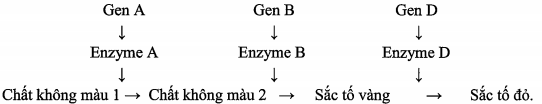 Gen A Gen B Gen D
↓ ↓ ↓
Enzyme A Enzyme B Enzyme D
↓ ↓ ↓
Chất không màu 1 → Chất không màu 2 → Sắc tố vàng → Sắc tố đỏ.